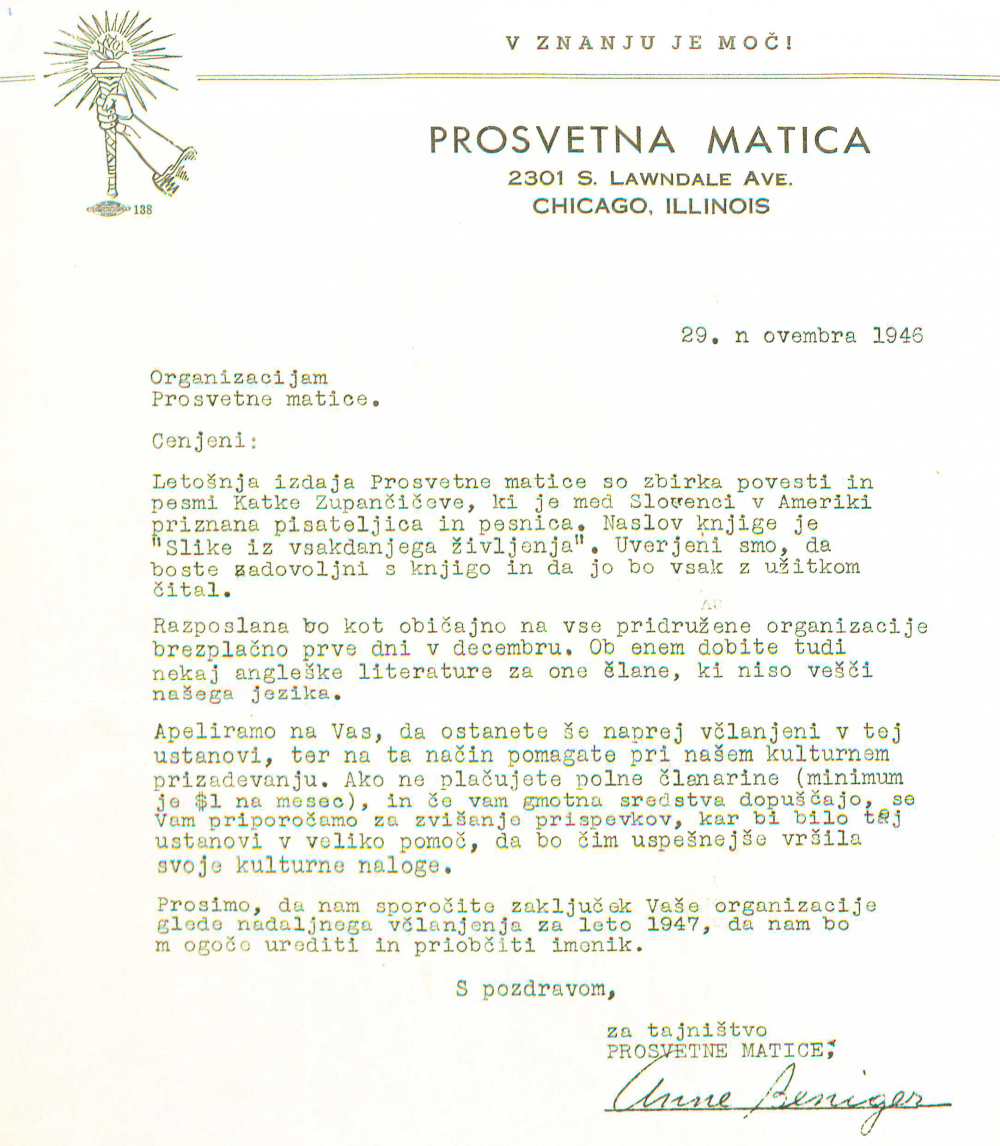 V ZNANJU JE MOČ!
PROSVETNA MATICA
2301 S. LAWNDALE AVE.
CHICAGO, ILLINOIS
138
29. n ovembra 1946
Organizacijam
Prosvetne matice.
Cenjeni:
Letošnja izdaja Prosvetne matice so zbirka povesti in
pesmi Katke Zupančičeve, ki je med Slovenci v Ameriki
priznana pisateljica in pesnica. Naslov knjige je
"Slike iz vsakdanjega življenja". Uverjeni smo, da
boste zadovoljni s knjigo in da jo bo vsak z užitkom
čital.
Razposlana bo kot običajno na vse pridružene organizacije
brezplačno prve dni v decembru. Ob enem dobite tudi
nekaj angleške literature za one člane, ki niso vešči
našega jezika.
Apeliramo na Vas, da ostanete še naprej včlanjeni v tej
ustanovi, ter na ta način pomagate pri našem kulturnem
prizadevanju. Ako ne plačujete polne članarine (minimum
je $1 na mesec), in če vam gmotna sredstva dopuščajo, se
Vam priporočamo za zvišanje prispevkov, kar bi bilo tej
ustanovi v veliko pomoč, da bo čim uspešnejše vršila
svoje kulturne naloge.
Prosimo, da nam sporočite zaključek Vaše organizacije
glede nadaljnega včlanjenja za leto 1947, da nam bo
m ogoče urediti in priobčiti imenik.
S pozdravom,
za tajništvo
PROSVETNE MATICE;
Anne Beniger